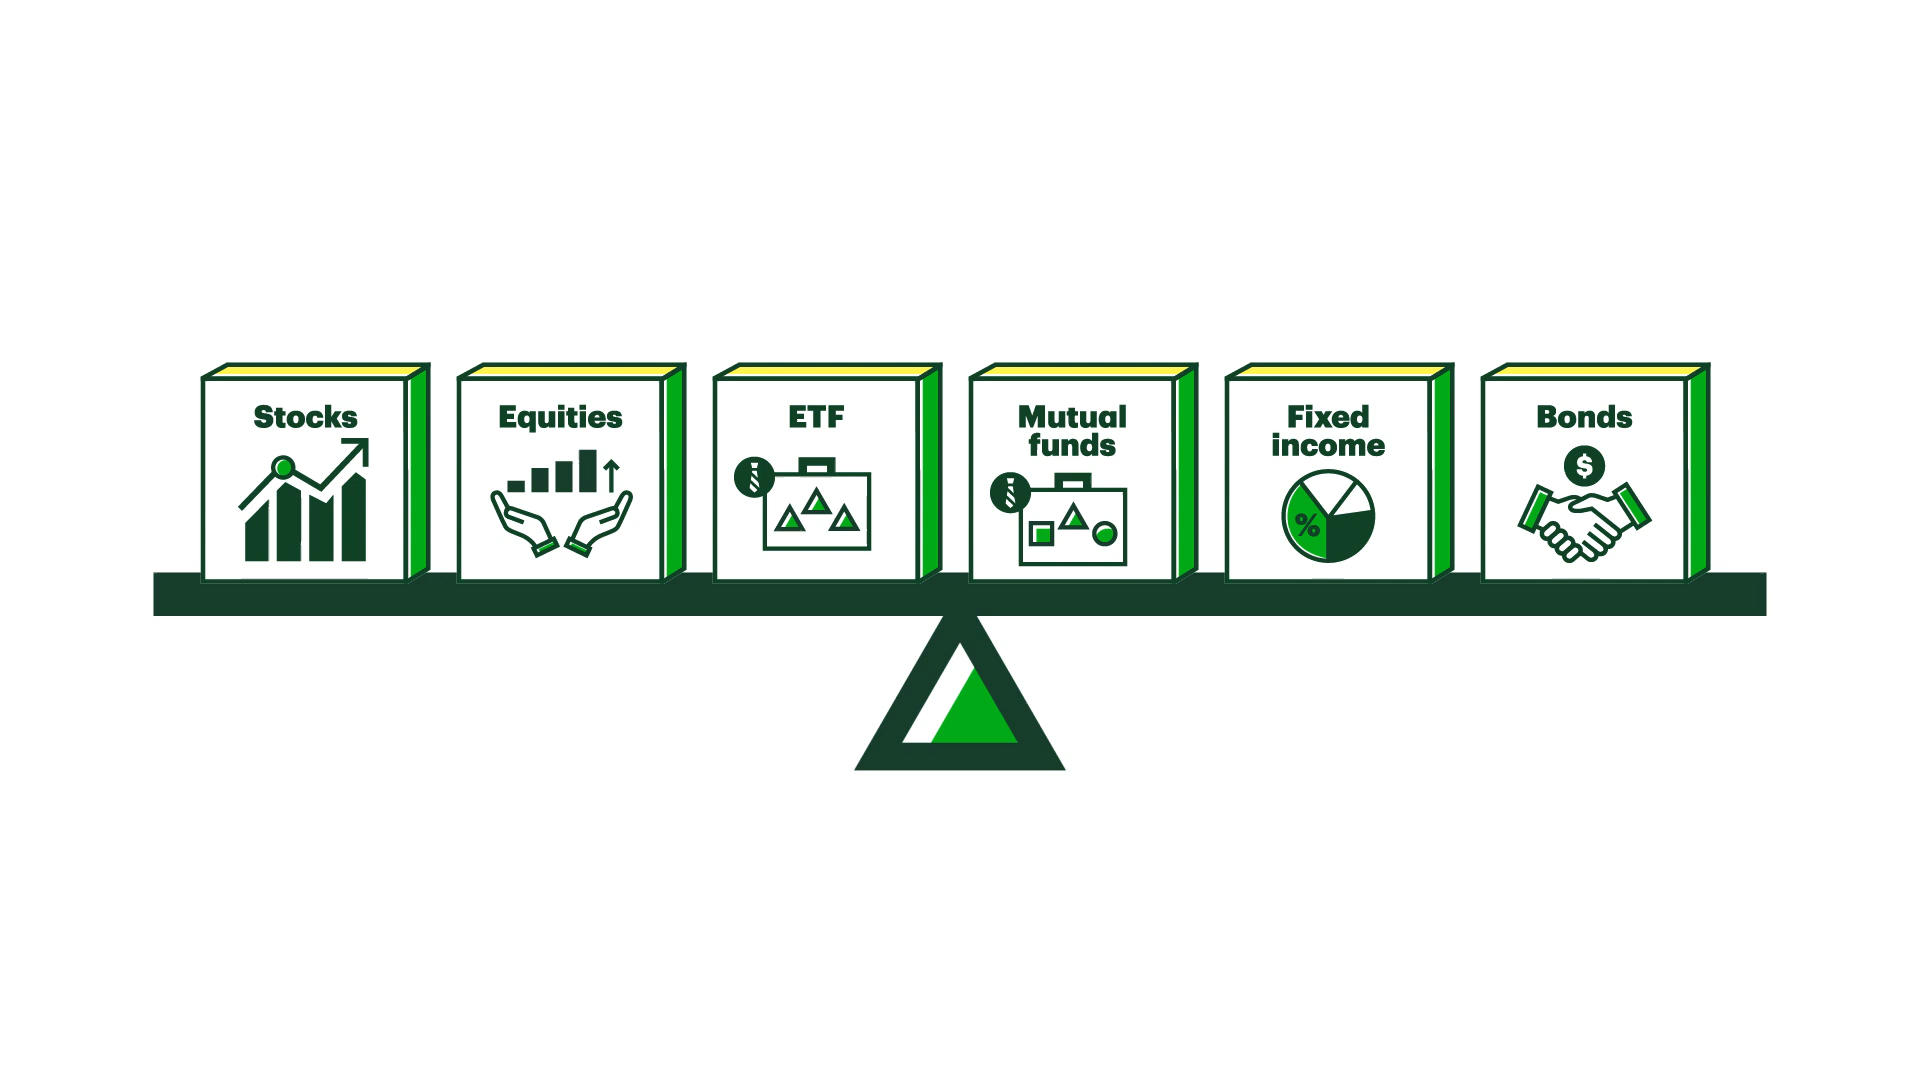 Stocks
Equities
ETF
Mutual
funds
Fixed
income
%
Bonds
$